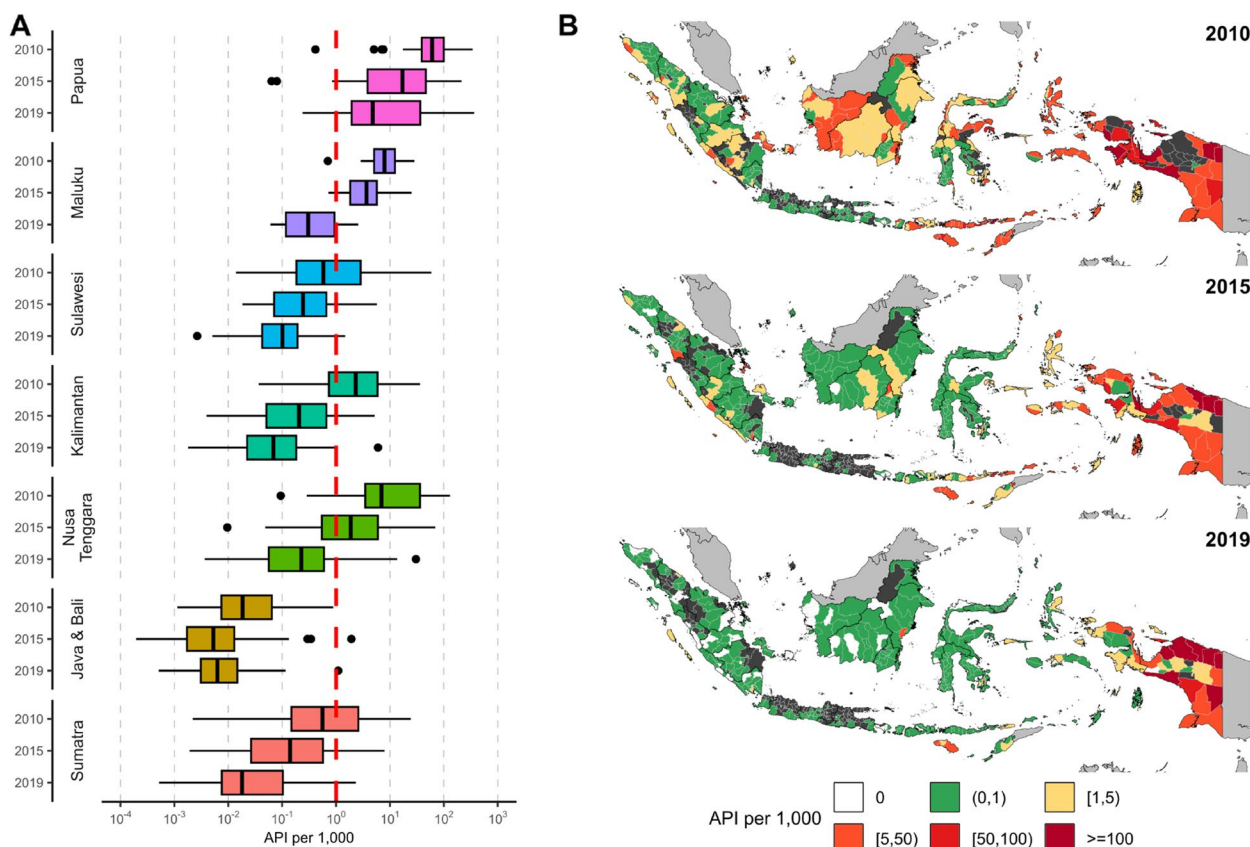 A
2010
Papua
2015
2019
2010
Maluku
2015
2019
2010
Sulawesi
2015
2019
2010
Kalimantan
2015
2019
2010
Nusa
Tenggara
2015
2019
2010
Java & Bali
2015
2019
2010
Sumatra
2015
2019
10⁻⁴ 10⁻³ 10⁻² 10⁻¹ 10⁰ 10¹ 10² 10³
API per 1,000
B
2010
2015
2019
API per 1,000
0 (0,1) [1,5)
[5,50) [50,100) >=100